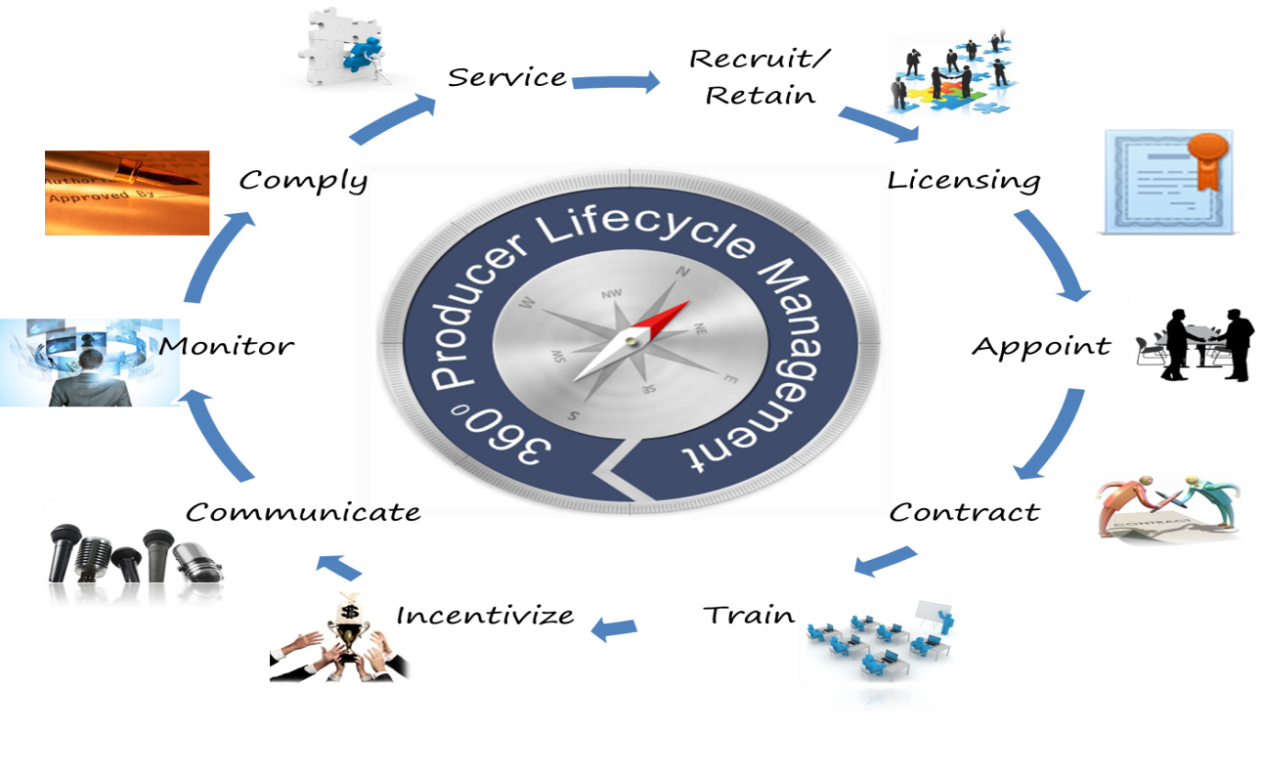 Service
Recruit/
Retain
Licensing
Appoint
Contract
Train
Incentivize
Communicate
Monitor
Comply
360° Producer Lifecycle Management
N
NE
E
SE
S
SW
W
NW
Approved By
CONTRACT
$